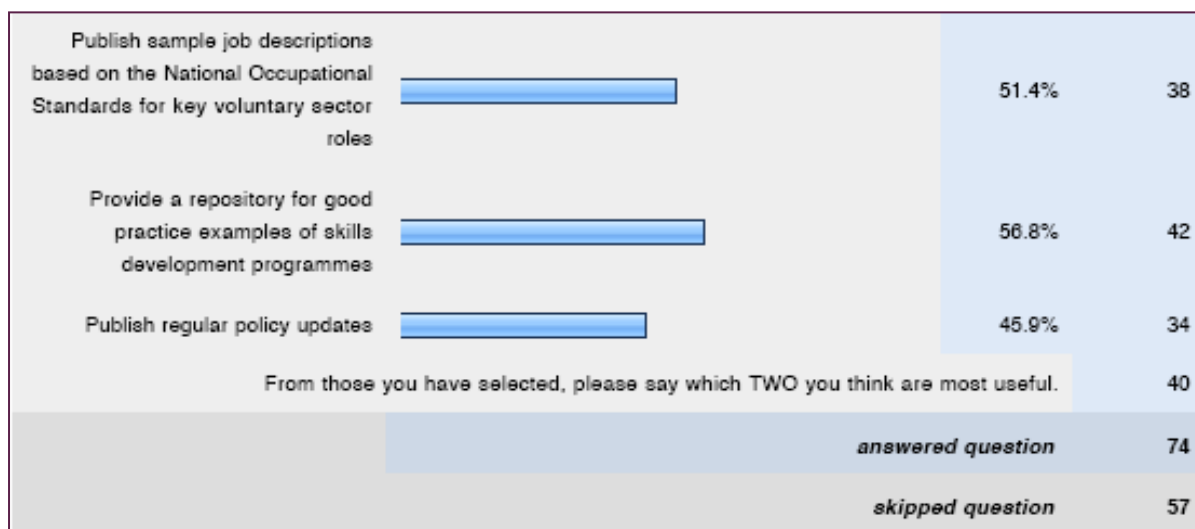 Publish sample job descriptions
based on the National Occupational
Standards for key voluntary sector
roles
51.4% 38
Provide a repository for good
practice examples of skills
development programmes
56.8% 42
Publish regular policy updates 45.9% 34
From those you have selected, please say which TWO you think are most useful. 40
answered question 74
skipped question 57